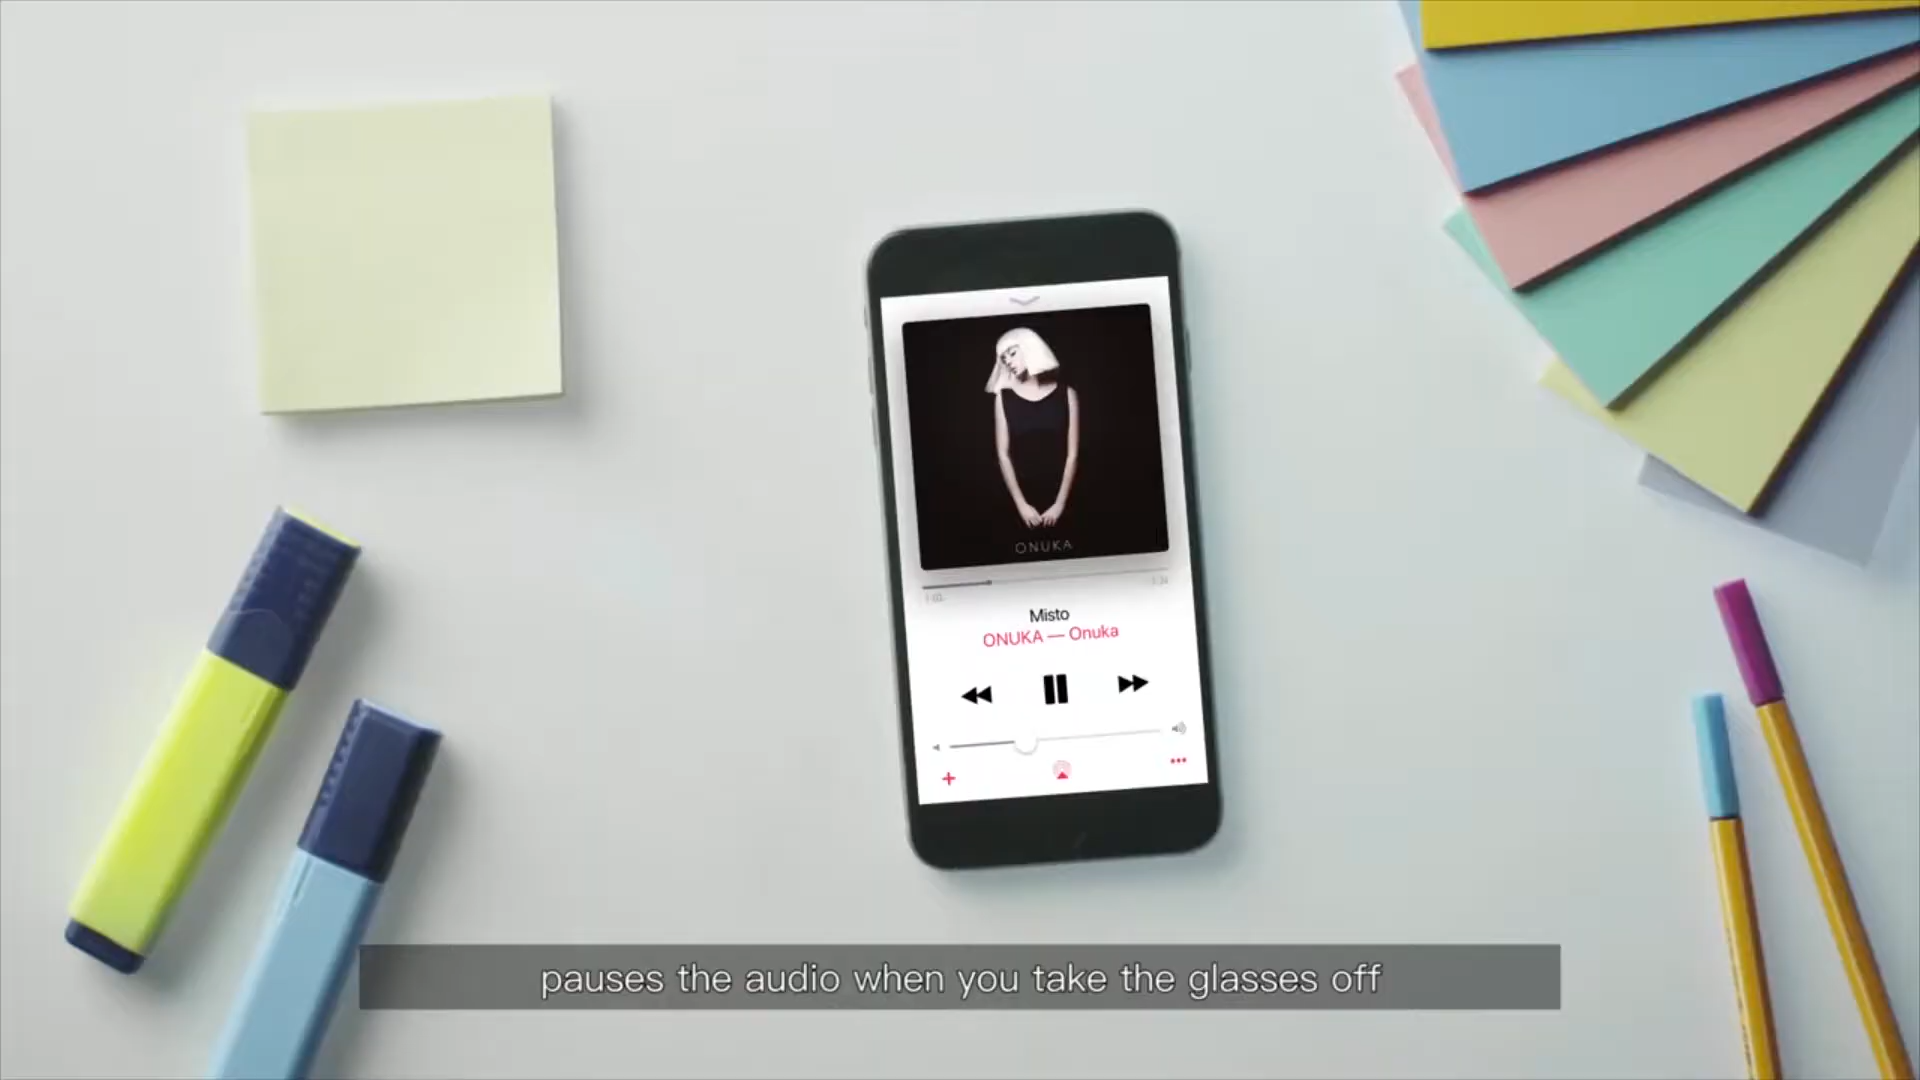 ONUKA
Misto
ONUKA — Onuka
pauses the audio when you take the glasses off